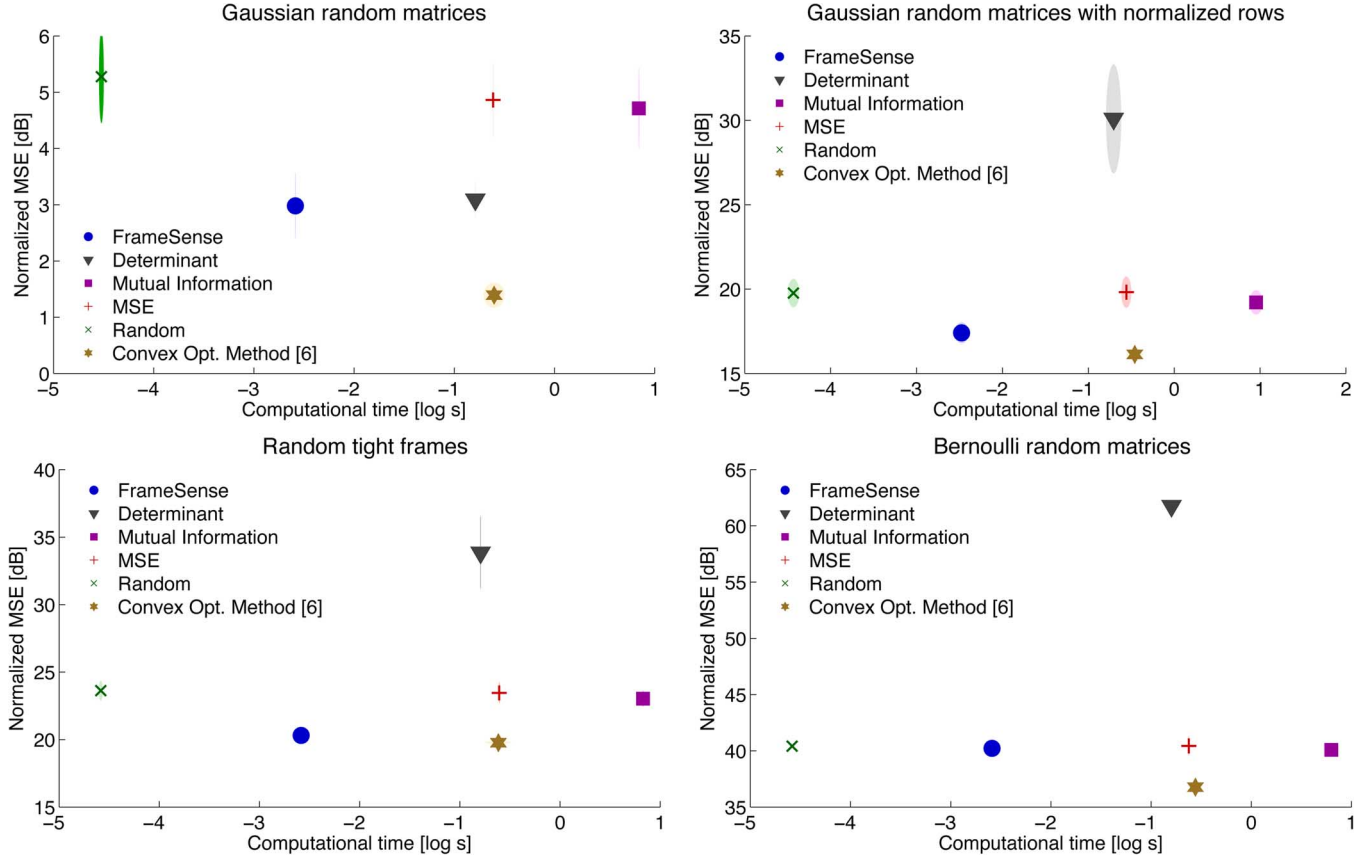 Gaussian random matrices
Normalized MSE [dB]
6
5
4
3
2
1
0
FrameSense
Determinant
Mutual Information
MSE
Random
Convex Opt. Method [6]
−5 −4 −3 −2 −1 0 1
Computational time [log s]
Gaussian random matrices with normalized rows
Normalized MSE [dB]
35
30
25
20
15
FrameSense
Determinant
Mutual Information
MSE
Random
Convex Opt. Method [6]
−5 −4 −3 −2 −1 0 1 2
Computational time [log s]
Random tight frames
Normalized MSE [dB]
40
35
30
25
20
15
FrameSense
Determinant
Mutual Information
MSE
Random
Convex Opt. Method [6]
−5 −4 −3 −2 −1 0 1
Computational time [log s]
Bernoulli random matrices
Normalized MSE [dB]
65
60
55
50
45
40
35
FrameSense
Determinant
Mutual Information
MSE
Random
Convex Opt. Method [6]
−5 −4 −3 −2 −1 0 1
Computational time [log s]